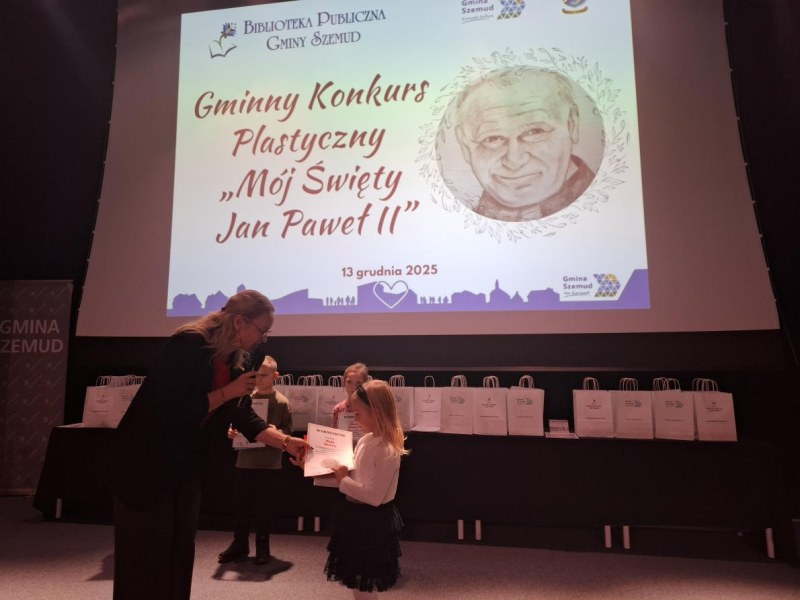 Biblioteka Publiczna
Gminy Szemud
Gmina
Szemud
Gminny Konkurs
Plastyczny
„Mój Święty
Jan Paweł II”
13 grudnia 2025
Gmina
Szemud
GMINA
SZEMUD